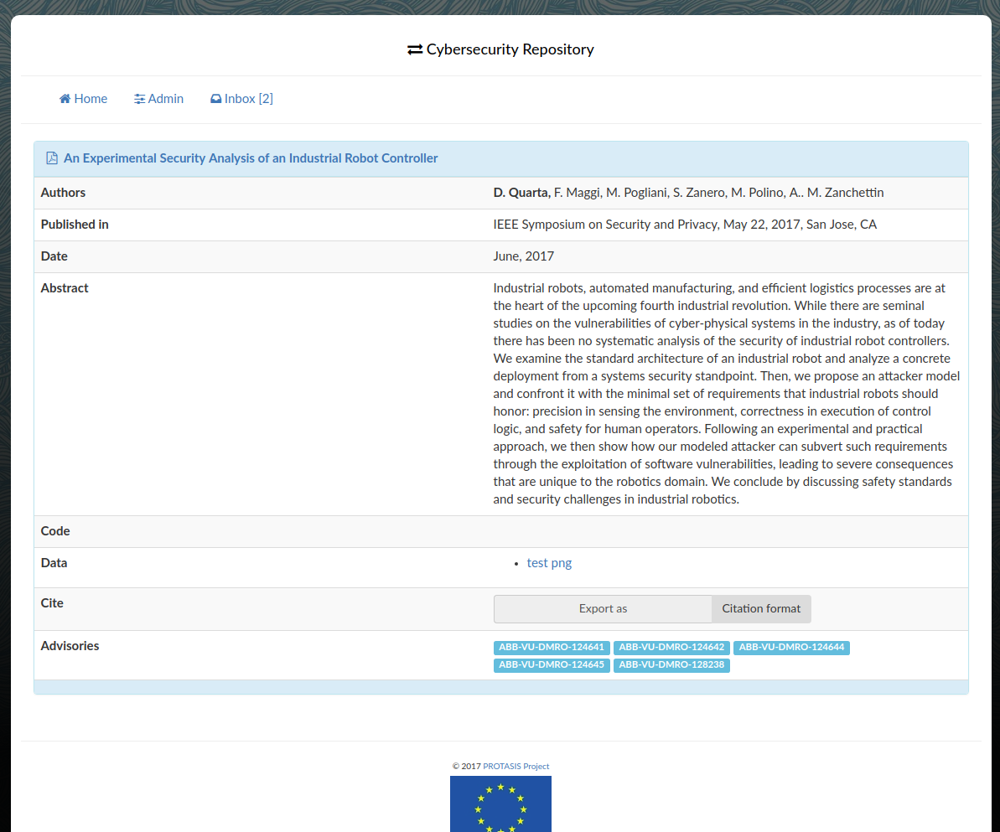 Cybersecurity Repository
Home Admin Inbox [2]
An Experimental Security Analysis of an Industrial Robot Controller
Authors D. Quarta, F. Maggi, M. Pogliani, S. Zanero, M. Polino, A.. M. Zanchettin
Published in IEEE Symposium on Security and Privacy, May 22, 2017, San Jose, CA
Date June, 2017
Abstract Industrial robots, automated manufacturing, and efficient logistics processes are at
the heart of the upcoming fourth industrial revolution. While there are seminal
studies on the vulnerabilities of cyber-physical systems in the industry, as of today
there has been no systematic analysis of the security of industrial robot controllers.
We examine the standard architecture of an industrial robot and analyze a concrete
deployment from a systems security standpoint. Then, we propose an attacker model
and confront it with the minimal set of requirements that industrial robots should
honor: precision in sensing the environment, correctness in execution of control
logic, and safety for human operators. Following an experimental and practical
approach, we then show how our modeled attacker can subvert such requirements
through the exploitation of software vulnerabilities, leading to severe consequences
that are unique to the robotics domain. We conclude by discussing safety standards
and security challenges in industrial robotics.
Code
Data • test png
Cite Export as Citation format
Advisories ABB-VU-DMRO-124641 ABB-VU-DMRO-124642 ABB-VU-DMRO-124644
ABB-VU-DMRO-124645 ABB-VU-DMRO-128238
© 2017 PROTASIS Project